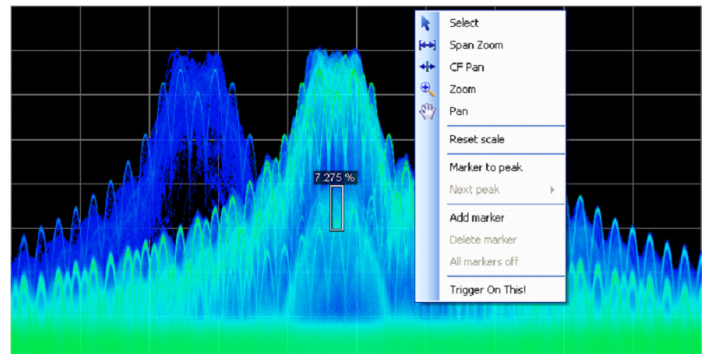 Select
Span Zoom
CF Pan
Zoom
Pan
Reset scale
Marker to peak
Next peak
Add marker
Delete marker
All markers off
Trigger On This!
7.275 %